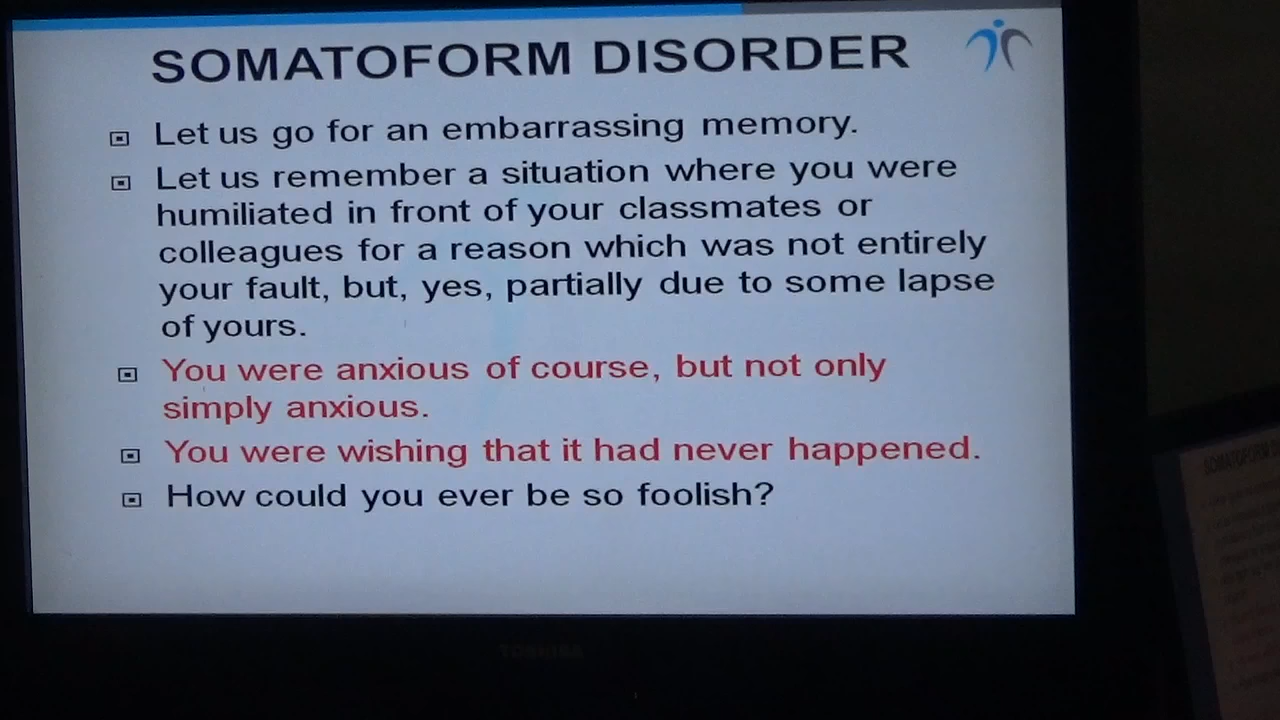 SOMATOFORM DISORDER
Let us go for an embarrassing memory.
Let us remember a situation where you were
humiliated in front of your classmates or
colleagues for a reason which was not entirely
your fault, but, yes, partially due to some lapse
of yours.
You were anxious of course, but not only
simply anxious.
You were wishing that it had never happened.
How could you ever be so foolish?
TOSHIBA